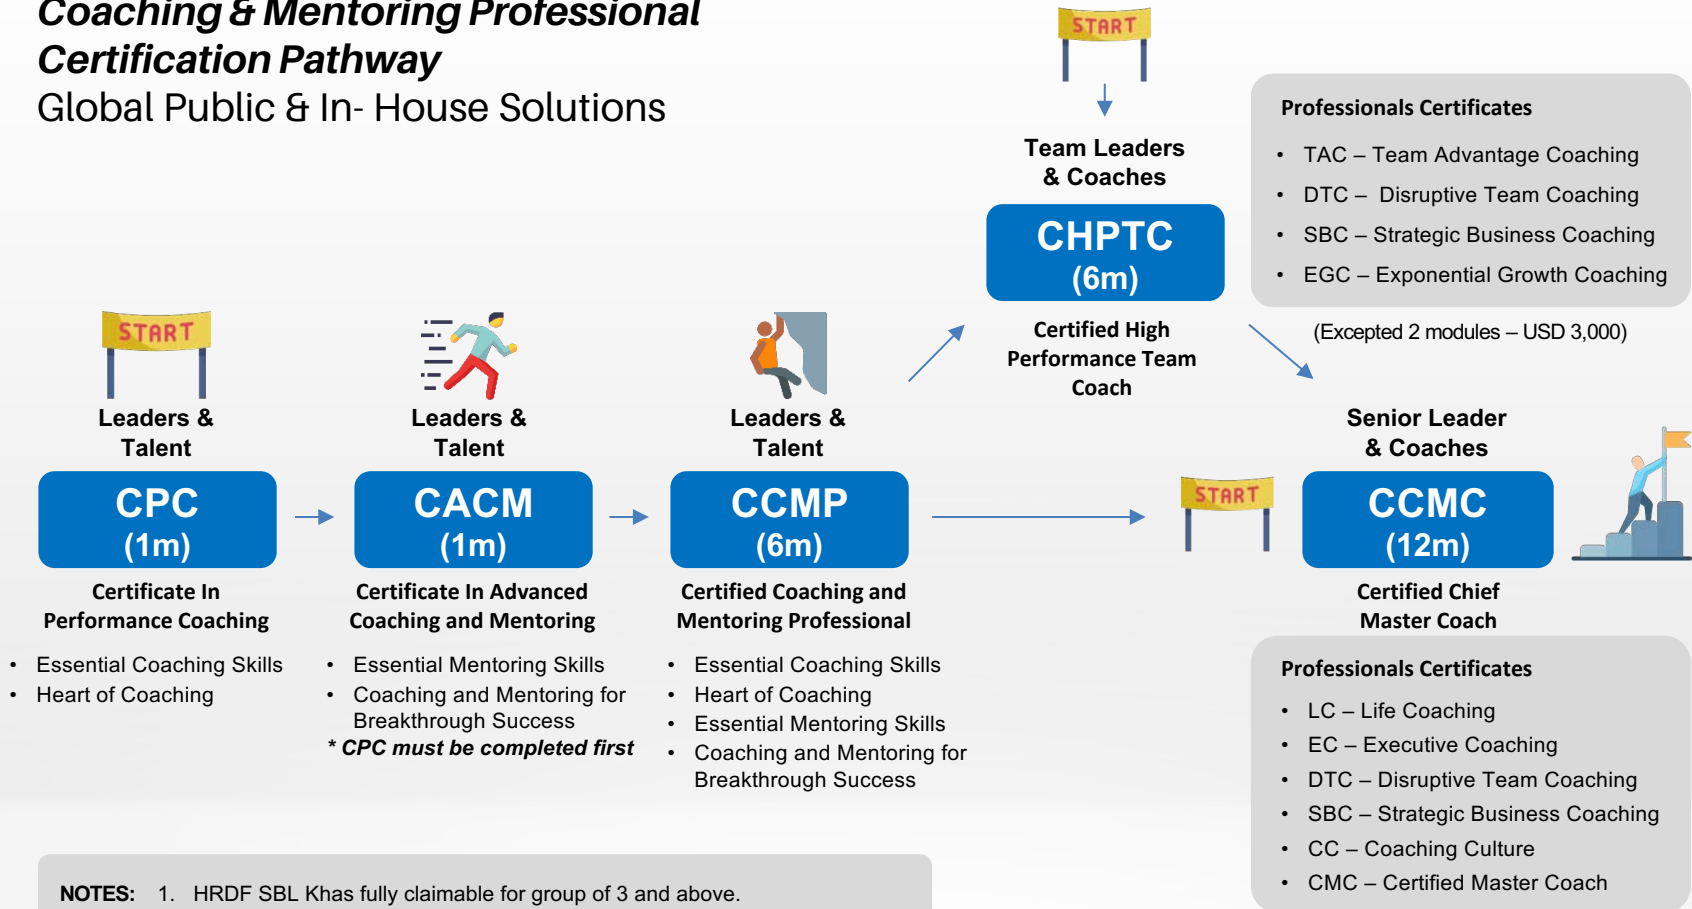 Coaching & Mentoring Professional
Certification Pathway
Global Public & In- House Solutions
START
Team Leaders
& Coaches
CHPTC
(6m)
Certified High
Performance Team
Coach
Professionals Certificates
• TAC – Team Advantage Coaching
• DTC – Disruptive Team Coaching
• SBC – Strategic Business Coaching
• EGC – Exponential Growth Coaching
(Excepted 2 modules – USD 3,000)
START
Leaders &
Talent
CPC
(1m)
Certificate In
Performance Coaching
• Essential Coaching Skills
• Heart of Coaching
Leaders &
Talent
CACM
(1m)
Certificate In Advanced
Coaching and Mentoring
• Essential Mentoring Skills
• Coaching and Mentoring for
Breakthrough Success
* CPC must be completed first
Leaders &
Talent
CCMP
(6m)
Certified Coaching and
Mentoring Professional
• Essential Coaching Skills
• Heart of Coaching
• Essential Mentoring Skills
• Coaching and Mentoring for
Breakthrough Success
START
Senior Leader
& Coaches
CCMC
(12m)
Certified Chief
Master Coach
Professionals Certificates
• LC – Life Coaching
• EC – Executive Coaching
• DTC – Disruptive Team Coaching
• SBC – Strategic Business Coaching
• CC – Coaching Culture
• CMC – Certified Master Coach
NOTES: 1. HRDF SBL Khas fully claimable for group of 3 and above.